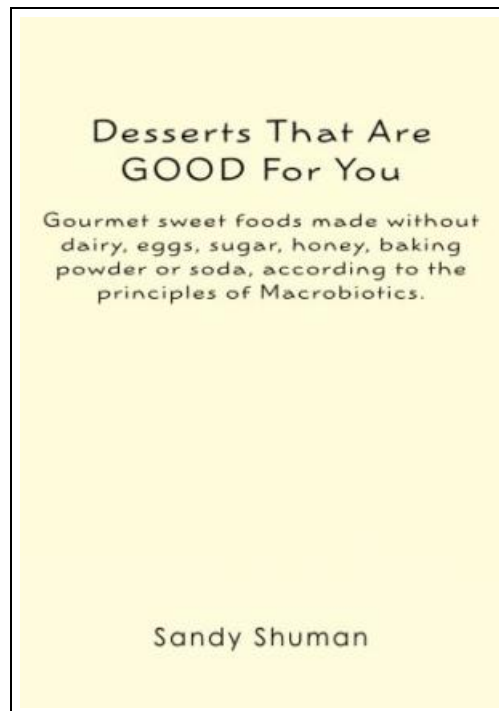 Desserts That Are
GOOD For You
Gourmet sweet foods made without
dairy, eggs, sugar, honey, baking
powder or soda, according to the
principles of Macrobiotics.
Sandy Shuman